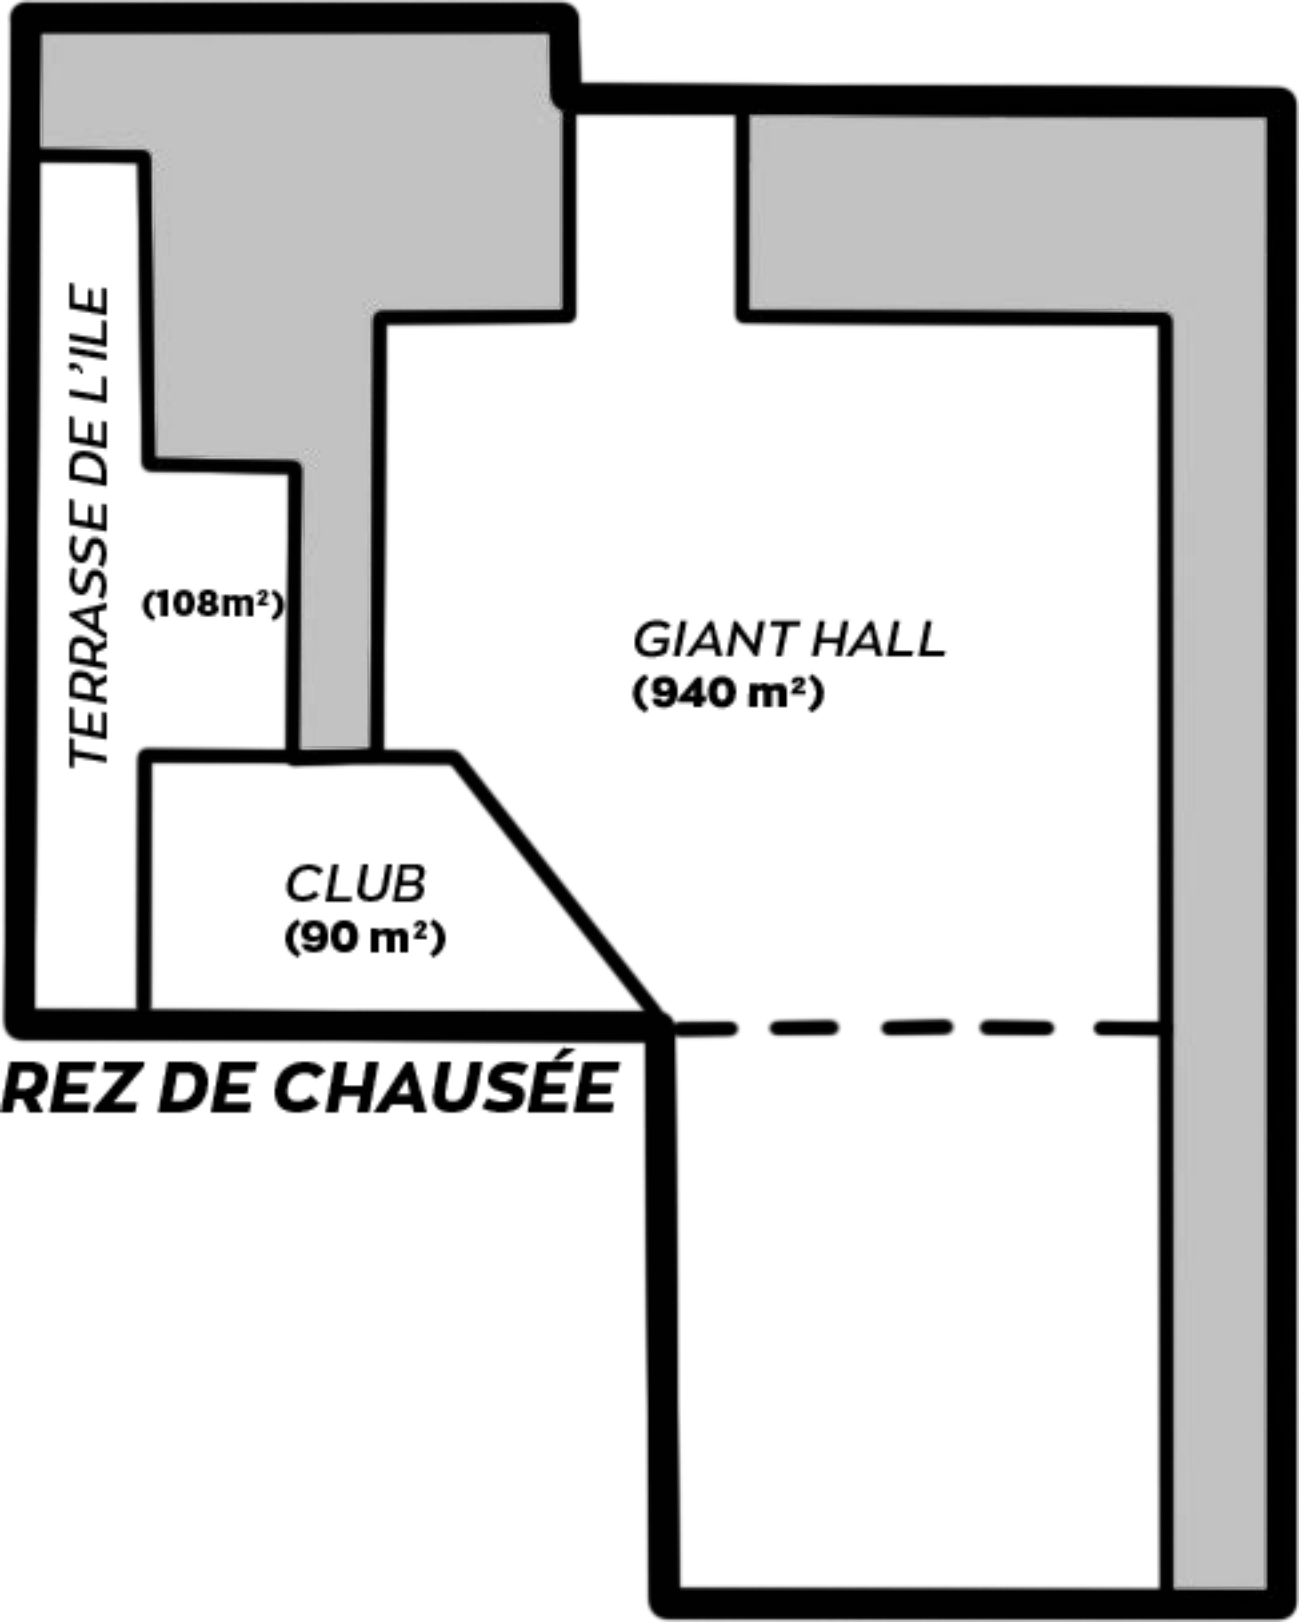 TERRASSE DE L'ILE
(108m²)
GIANT HALL
(940 m²)
CLUB
(90 m²)
REZ DE CHAUSÉE